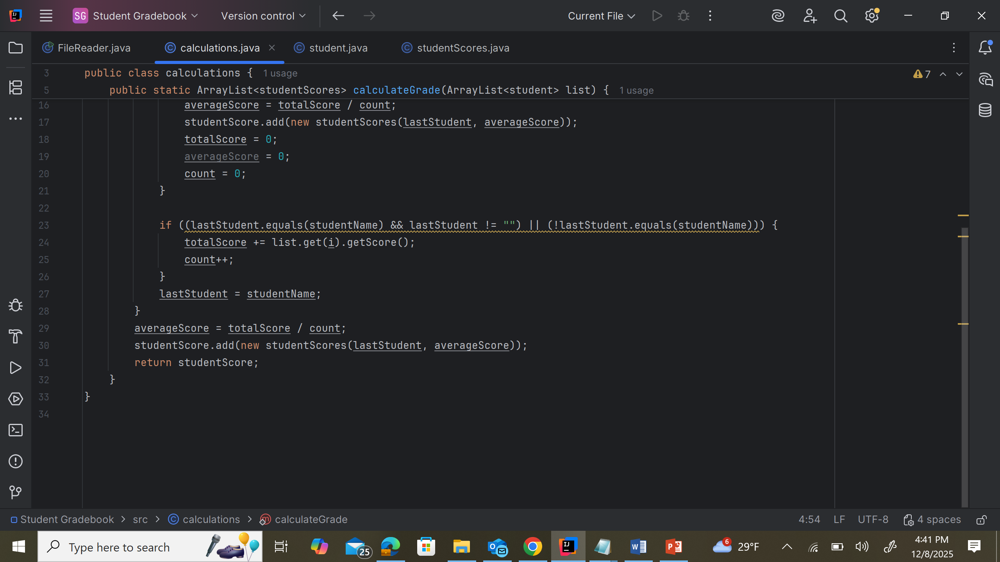 SG Student Gradebook Version control Current File
FileReader.java calculations.java student.java studentScores.java
3 public class calculations { 1 usage 7
5 public static ArrayList<studentScores> calculateGrade(ArrayList<student> list) { 1 usage
16 averageScore = totalScore / count;
17 studentScore.add(new studentScores(lastStudent, averageScore));
18 totalScore = 0;
19 averageScore = 0;
20 count = 0;
21 }
22
23 if ((lastStudent.equals(studentName) && lastStudent != "") || (!lastStudent.equals(studentName))) {
24 totalScore += list.get(i).getScore();
25 count++;
26 }
27 lastStudent = studentName;
28 }
29 averageScore = totalScore / count;
30 studentScore.add(new studentScores(lastStudent, averageScore));
31 return studentScore;
32 }
33 }
34
Student Gradebook > src > calculations > calculateGrade 4:54 LF UTF-8 4 spaces
Type here to search 25 6 29°F 4:41 PM
12/8/2025